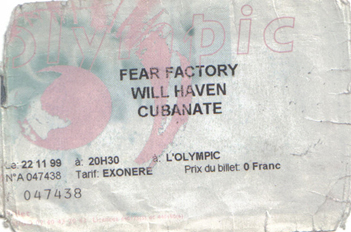 FEAR FACTORY
WILL HAVEN
CUBANATE
Le: 22 11 99 à: 20H30 à: L'OLYMPIC
N°A 047438 Tarif: EXONERE Prix du billet: 0 Franc
047438